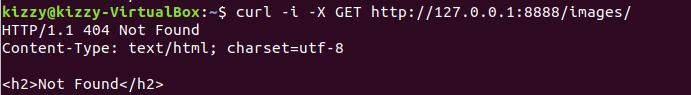 kizzy@kizzy-VirtualBox:~$ curl -i -X GET http://127.0.0.1:8888/images/
HTTP/1.1 404 Not Found
Content-Type: text/html; charset=utf-8

<h2>Not Found</h2>